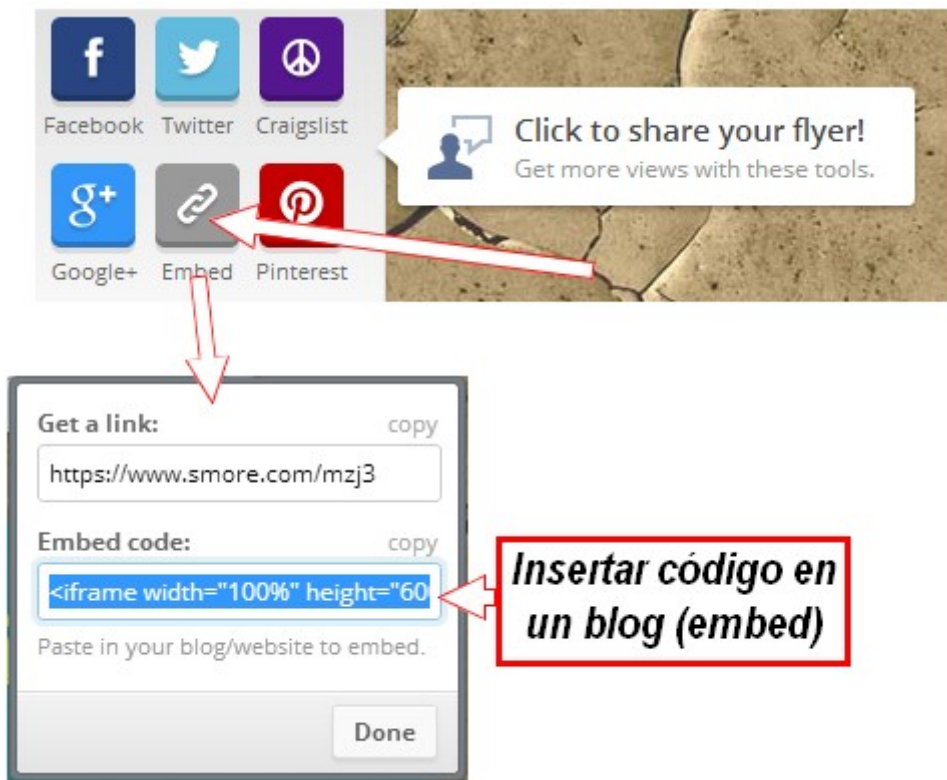 Facebook Twitter Craigslist
Click to share your flyer!
Get more views with these tools.
Google+ Embed Pinterest
Get a link: copy
https://www.smore.com/mzj3
Embed code: copy
<iframe width="100%" height="60
Paste in your blog/website to embed.
Done
Insertar código en
un blog (embed)